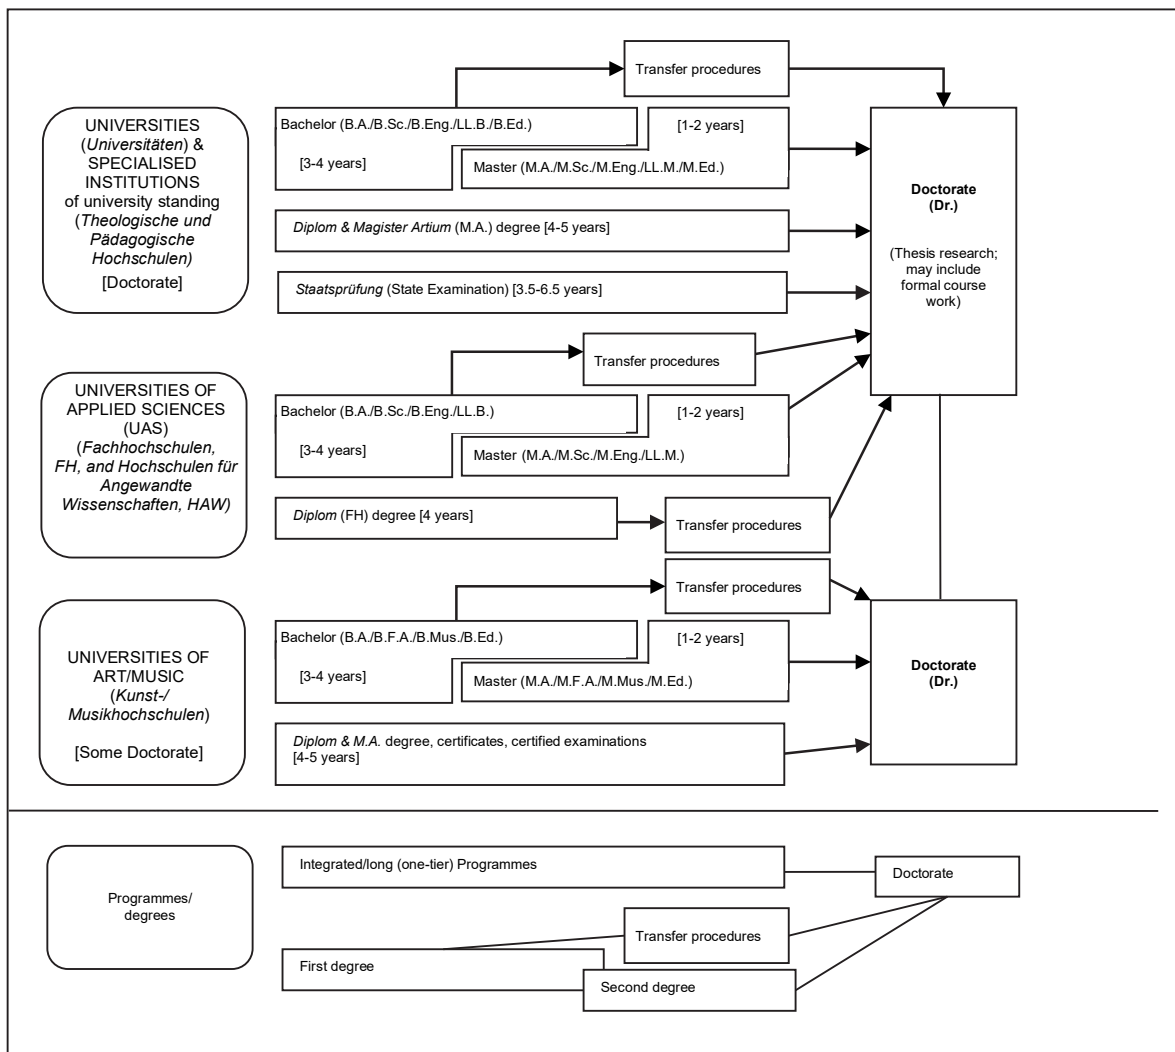 Transfer procedures
UNIVERSITIES
(Universitäten) &
SPECIALISED
INSTITUTIONS
of university standing
(Theologische und
Pädagogische
Hochschulen)
[Doctorate]
Bachelor (B.A./B.Sc./B.Eng./LL.B./B.Ed.)
[3-4 years]
[1-2 years]
Master (M.A./M.Sc./M.Eng./LL.M./M.Ed.)
Diplom & Magister Artium (M.A.) degree [4-5 years]
Staatsprüfung (State Examination) [3.5-6.5 years]
Doctorate
(Dr.)
(Thesis research;
may include
formal course
work)
Transfer procedures
UNIVERSITIES OF
APPLIED SCIENCES
(UAS)
(Fachhochschulen,
FH, and Hochschulen für
Angewandte
Wissenschaften, HAW)
Bachelor (B.A./B.Sc./B.Eng./LL.B.)
[3-4 years]
[1-2 years]
Master (M.A./M.Sc./M.Eng./LL.M.)
Diplom (FH) degree [4 years]
Transfer procedures
Transfer procedures
UNIVERSITIES OF
ART/MUSIC
(Kunst-/
Musikhochschulen)
[Some Doctorate]
Bachelor (B.A./B.F.A./B.Mus./B.Ed.)
[3-4 years]
[1-2 years]
Master (M.A./M.F.A./M.Mus./M.Ed.)
Diplom & M.A. degree, certificates, certified examinations
[4-5 years]
Doctorate
(Dr.)
Programmes/
degrees
Integrated/long (one-tier) Programmes
Doctorate
Transfer procedures
First degree
Second degree